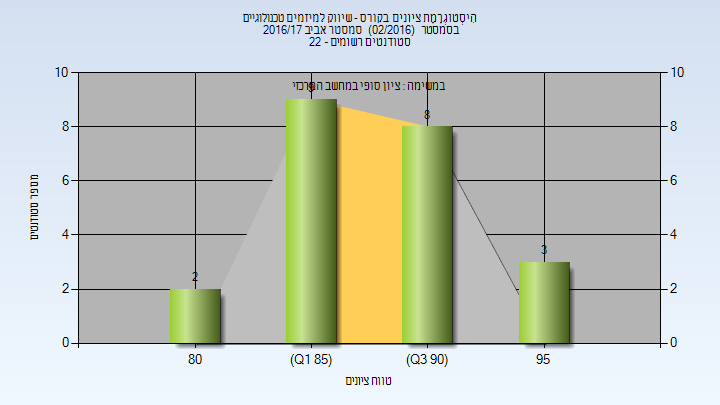 היסטוגרמת ציונים בקורס - שיווק למיזמים טכנולוגיים
בסמסטר (02/2016) סמסטר אביב 2016/17
סטודנטים רשומים - 22
במשימה : ציון סופי במחשב המרכזי
10
8
6
4
2
0
10
8
6
4
2
0
מספר סטודנטים
2
9
8
3
80
(Q1 85)
(Q3 90)
95
טווח ציונים